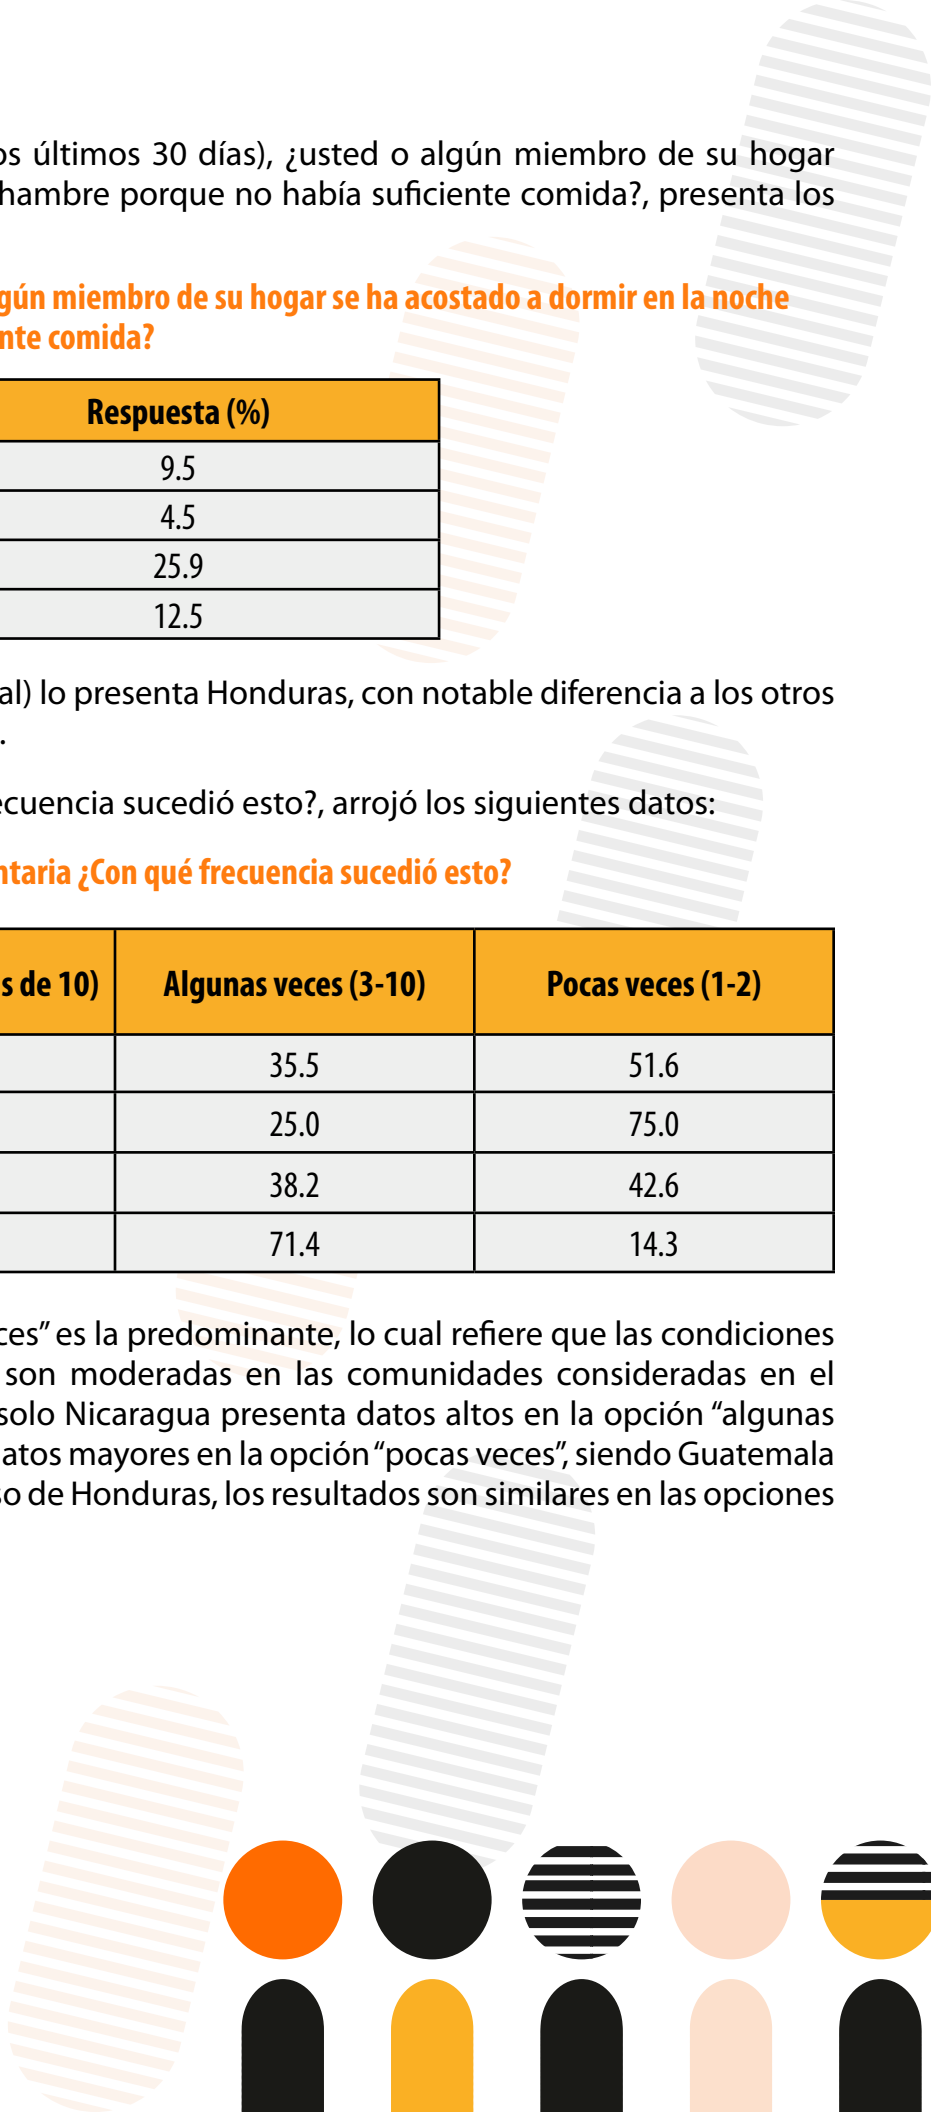 os últimos 30 días), ¿usted o algún miembro de su hogar
hambre porque no había suficiente comida?, presenta los
gún miembro de su hogar se ha acostado a dormir en la noche
nte comida?
Respuesta (%)
9.5
4.5
25.9
12.5
al) lo presenta Honduras, con notable diferencia a los otros
.
ecuencia sucedió esto?, arrojó los siguientes datos:
ntaria ¿Con qué frecuencia sucedió esto?
s de 10) Algunas veces (3-10) Pocas veces (1-2)
35.5 51.6
25.0 75.0
38.2 42.6
71.4 14.3
ces” es la predominante, lo cual refiere que las condiciones
son moderadas en las comunidades consideradas en el
solo Nicaragua presenta datos altos en la opción “algunas
atos mayores en la opción “pocas veces”, siendo Guatemala
so de Honduras, los resultados son similares en las opciones